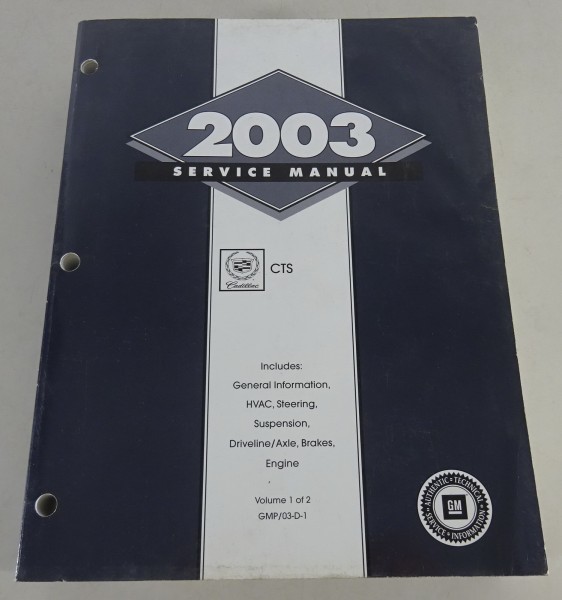 2003
SERVICE MANUAL
Cadillac
CTS
Includes:
General Information,
HVAC, Steering,
Suspension,
Driveline/Axle, Brakes,
Engine
Volume 1 of 2
GMP/03-D-1
AUTHENTIC • TECHNICAL
GM
SERVICE • INFORMATION